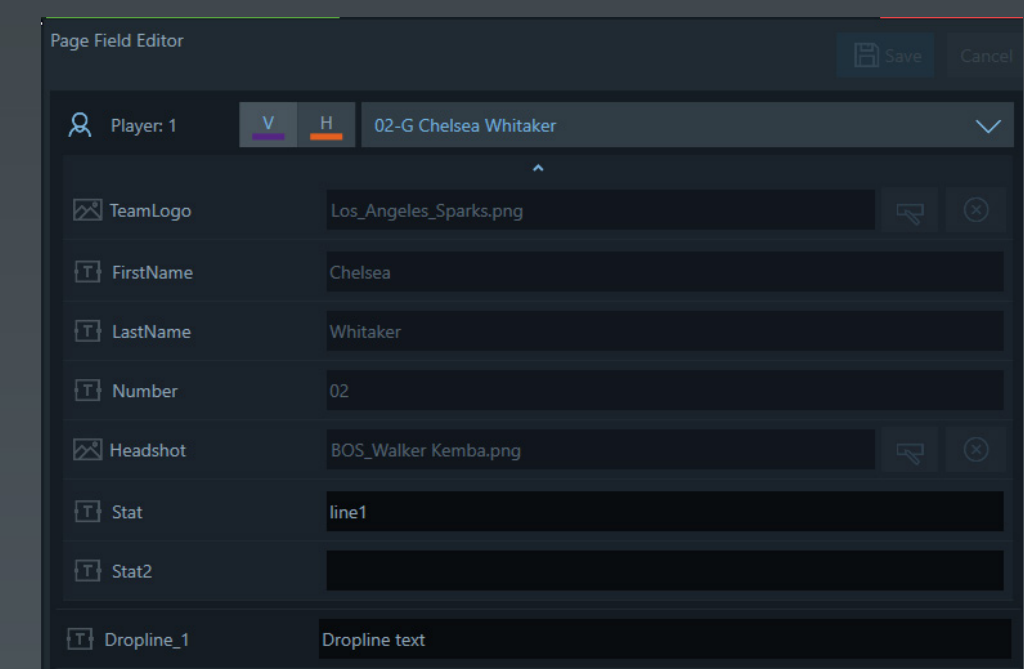 Page Field Editor
Save Cancel
Player: 1 V H 02-G Chelsea Whitaker
TeamLogo Los_Angeles_Sparks.png
T FirstName Chelsea
T LastName Whitaker
T Number 02
Headshot BOS_Walker Kemba.png
T Stat line1
T Stat2
T Dropline_1 Dropline text